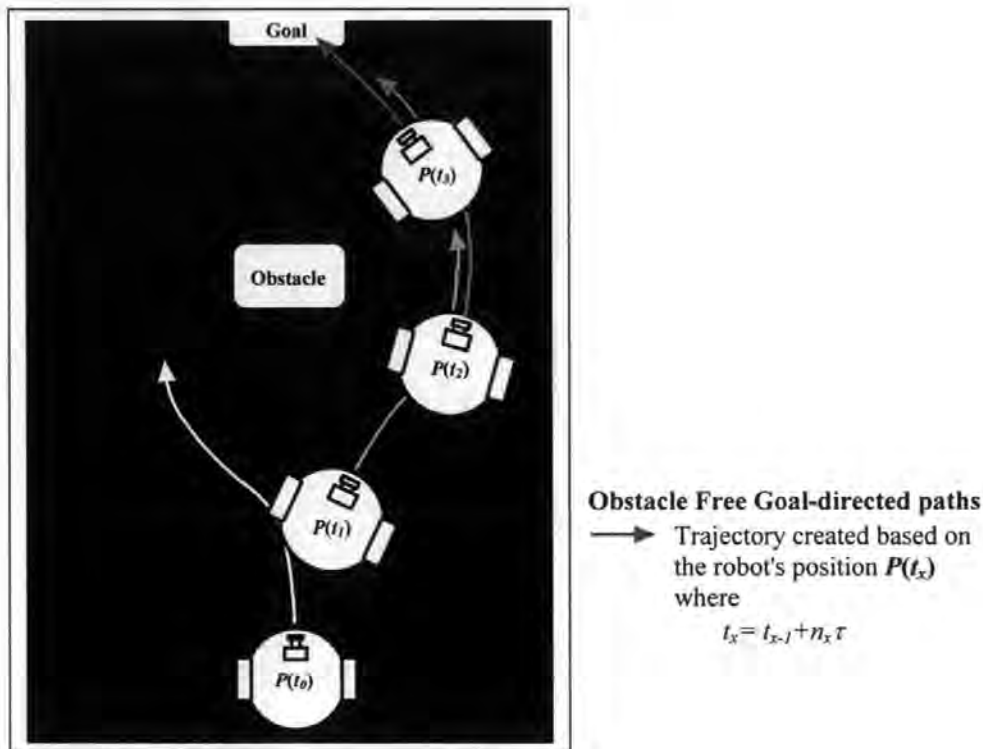 Goal
P(t₃)
Obstacle
P(t₂)
P(t₁)
P(t₀)
Obstacle Free Goal-directed paths
Trajectory created based on
the robot's position P(tₓ)
where
tₓ = tₓ₋₁+nₓτ